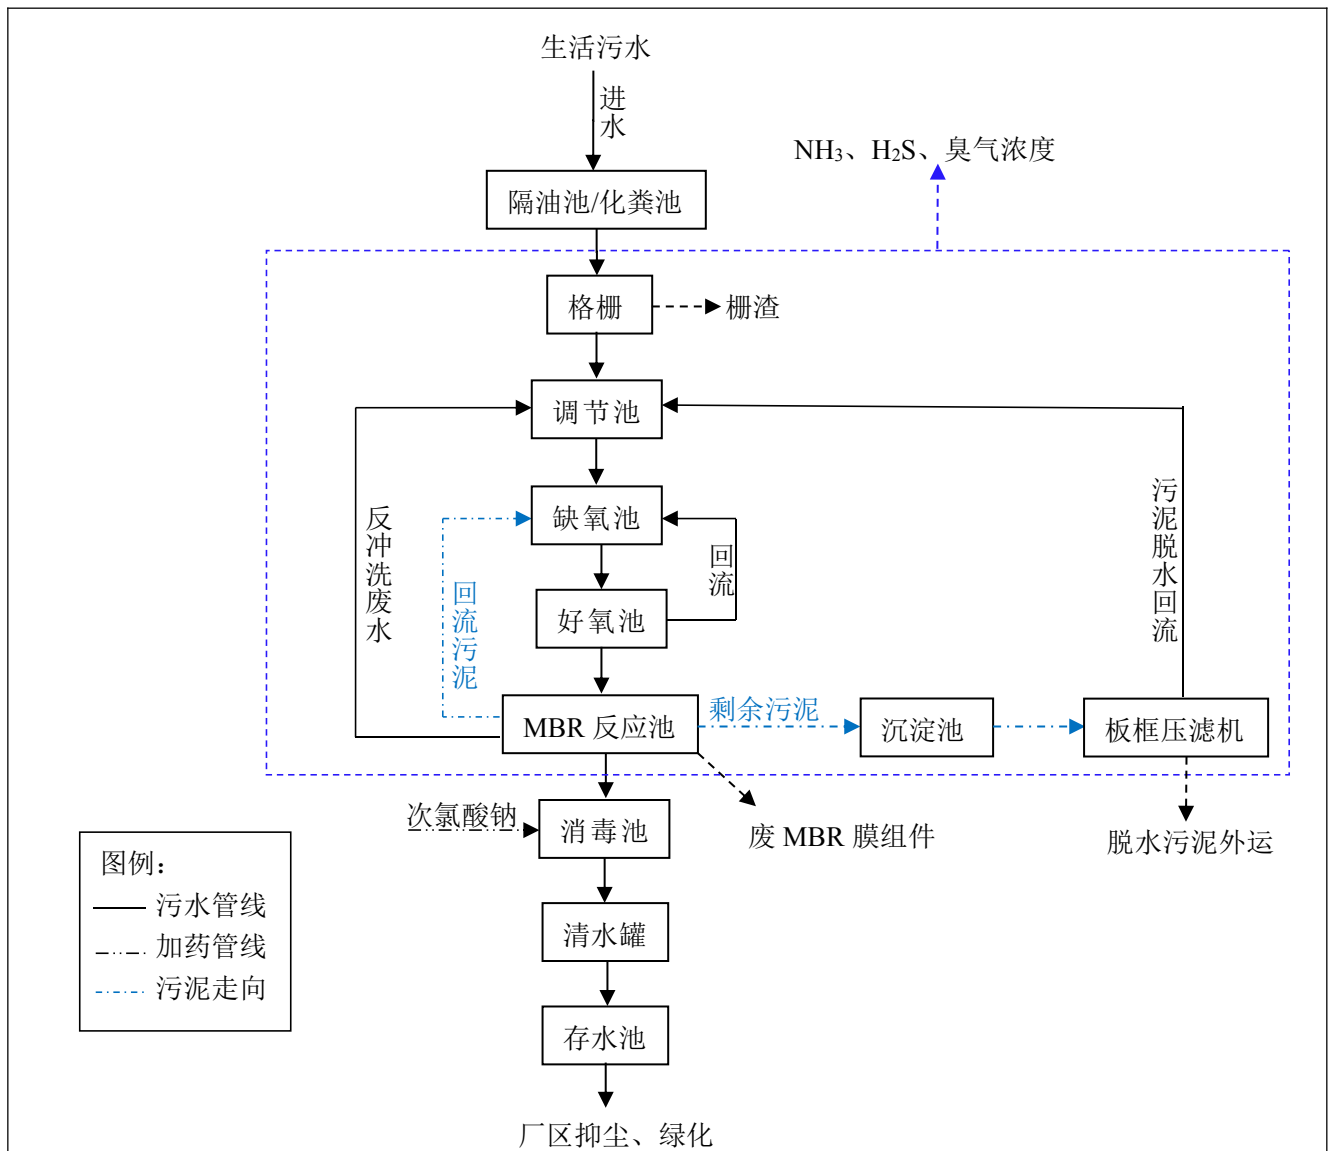 生活污水
进水
NH₃、H₂S、臭气浓度
隔油池/化粪池
格栅
栅渣
调节池
缺氧池
回流
反冲洗废水
回流污泥
污泥脱水回流
好氧池
MBR 反应池
剩余污泥
沉淀池
板框压滤机
次氯酸钠
消毒池
废 MBR 膜组件
脱水污泥外运
图例：
污水管线
加药管线
污泥走向
清水罐
存水池
厂区抑尘、绿化